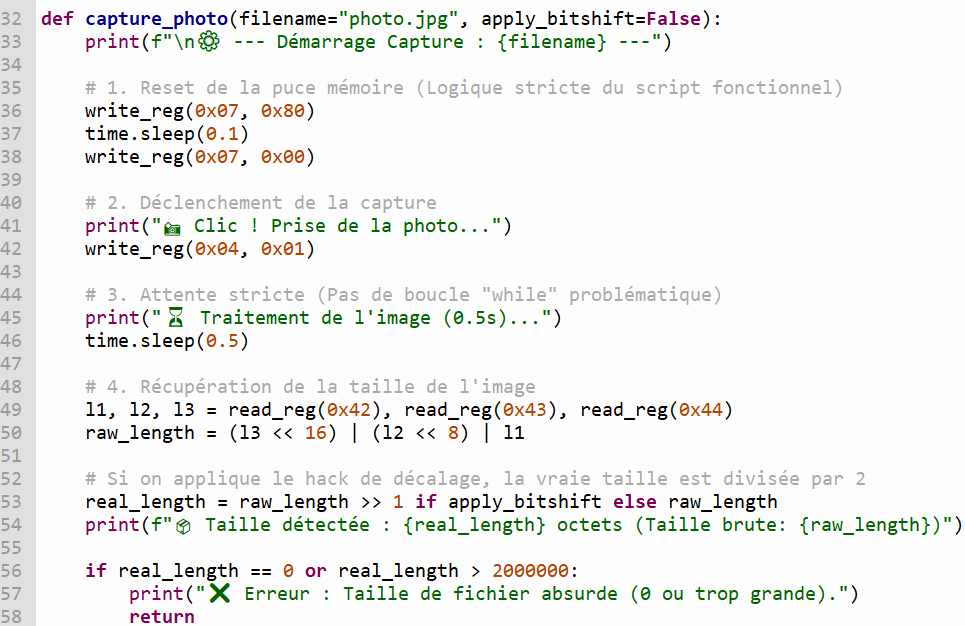 32 def capture_photo(filename="photo.jpg", apply_bitshift=False):
33     print(f"\n⚙️ --- Démarrage Capture : {filename} ---")
34
35     # 1. Reset de la puce mémoire (Logique stricte du script fonctionnel)
36     write_reg(0x07, 0x80)
37     time.sleep(0.1)
38     write_reg(0x07, 0x00)
39
40     # 2. Déclenchement de la capture
41     print("📸 Clic ! Prise de la photo...")
42     write_reg(0x04, 0x01)
43
44     # 3. Attente stricte (Pas de boucle "while" problématique)
45     print("⏳ Traitement de l'image (0.5s)...")
46     time.sleep(0.5)
47
48     # 4. Récupération de la taille de l'image
49     l1, l2, l3 = read_reg(0x42), read_reg(0x43), read_reg(0x44)
50     raw_length = (l3 << 16) | (l2 << 8) | l1
51
52     # Si on applique le hack de décalage, la vraie taille est divisée par 2
53     real_length = raw_length >> 1 if apply_bitshift else raw_length
54     print(f"📦 Taille détectée : {real_length} octets (Taille brute: {raw_length})")
55
56     if real_length == 0 or real_length > 2000000:
57         print("❌ Erreur : Taille de fichier absurde (0 ou trop grande).")
58         return